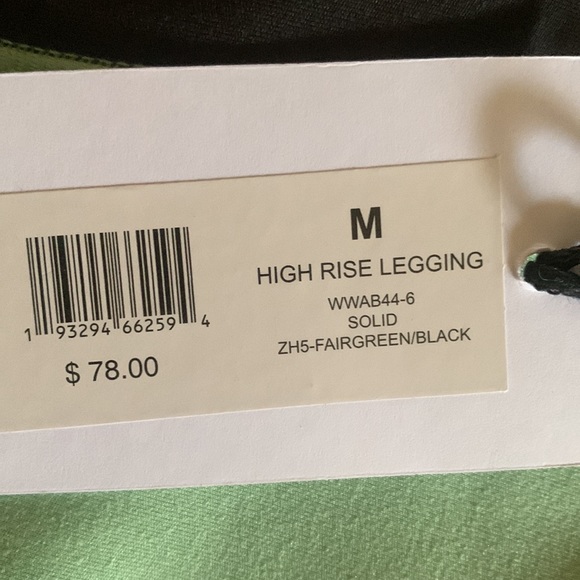 M
HIGH RISE LEGGING
WWAB44-6
SOLID
ZH5-FAIRGREEN/BLACK
1 93294 66259 4
$ 78.00